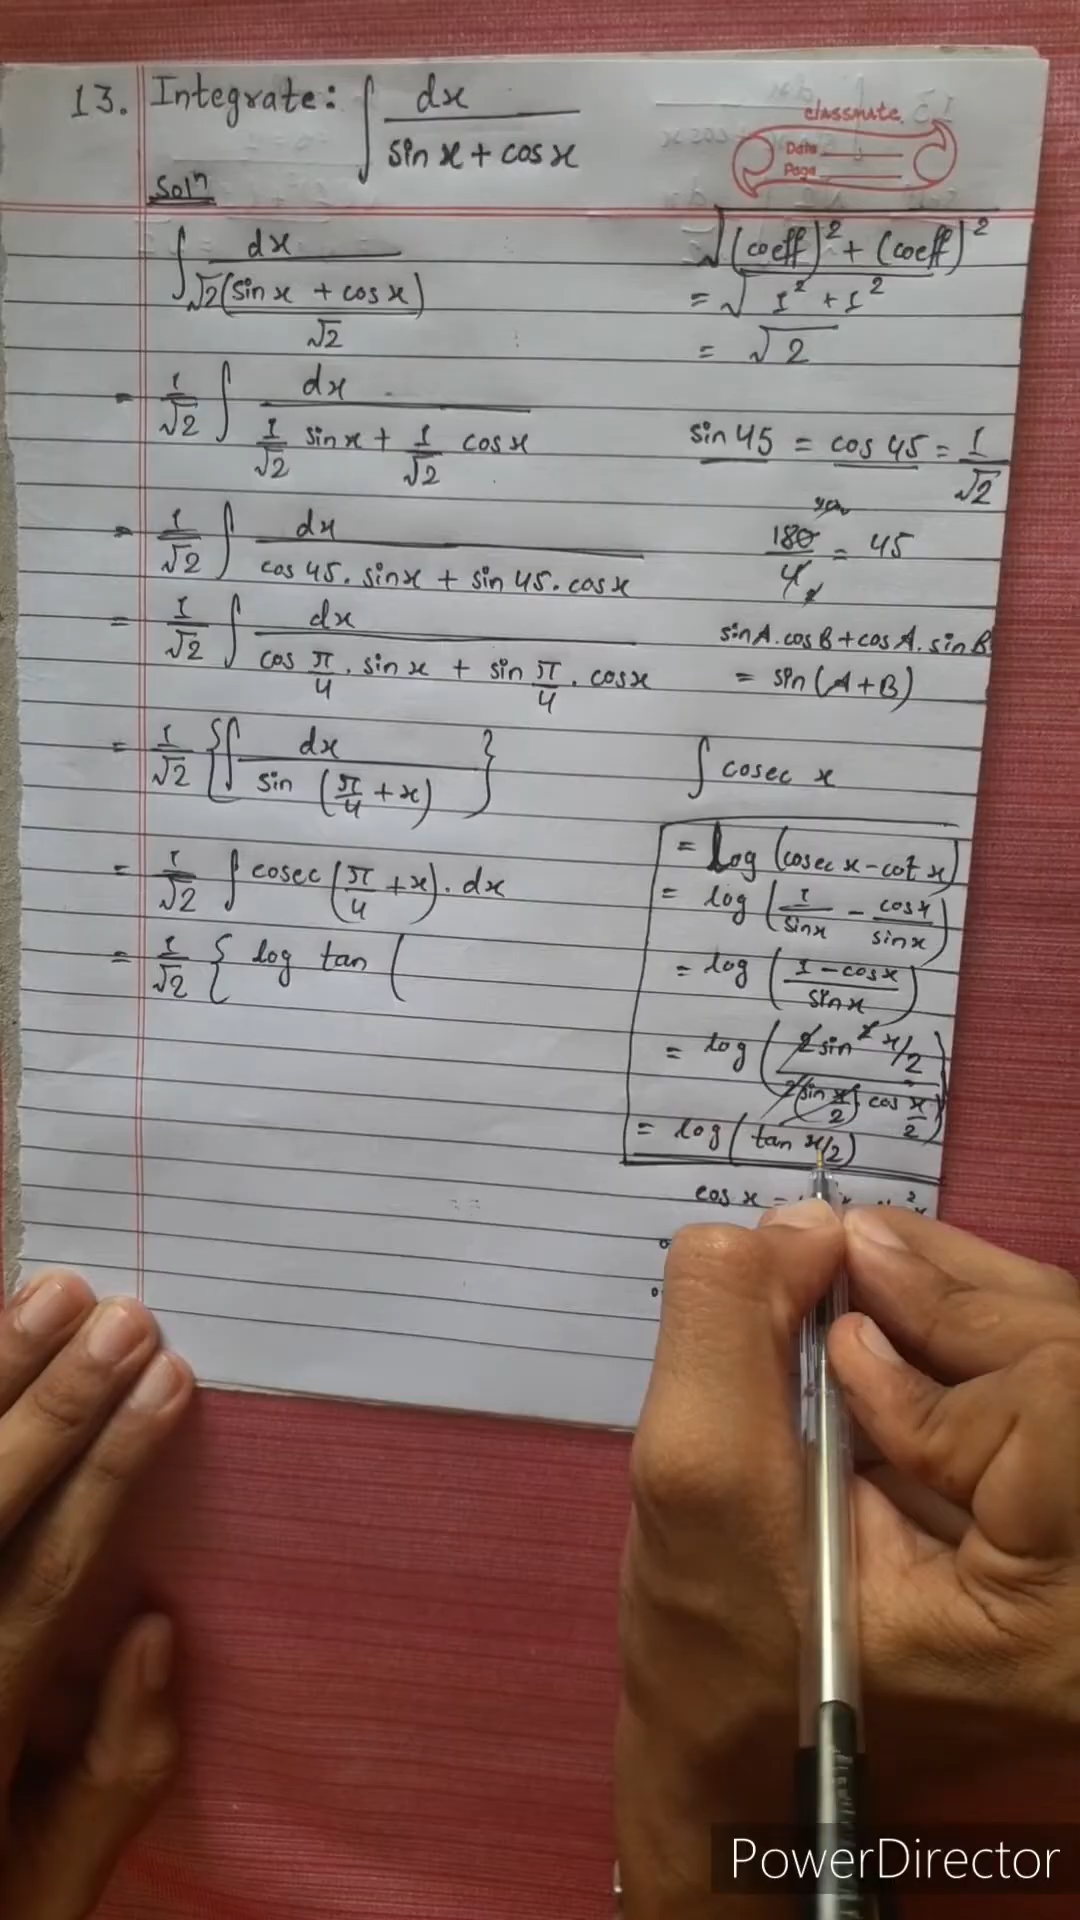 13. Integrate: ∫ dx / (sin x + cos x)
classmate
Date
Page
Solⁿ
∫ dx / (√2 (sin x + cos x) / √2)
= 1/√2 ∫ dx / (1/√2 sin x + 1/√2 cos x)
= 1/√2 ∫ dx / (cos 45 . sin x + sin 45 . cos x)
= 1/√2 ∫ dx / (cos π/4 . sin x + sin π/4 . cos x)
= 1/√2 { ∫ dx / sin (π/4 + x) }
= 1/√2 ∫ cosec (π/4 + x) . dx
= 1/√2 { log tan (
√(coeff)² + (coeff)²
= √1² + 1²
= √2
sin 45 = cos 45 = 1/√2
180/4 = 45
sin A . cos B + cos A . sin B
= sin (A + B)
∫ cosec x
= log (cosec x - cot x)
= log (1/sin x - cos x/sin x)
= log ((1 - cos x)/sin x)
= log (2 sin² x/2 / 2 sin x/2 . cos x/2)
= log (tan x/2)
cos x =
PowerDirector